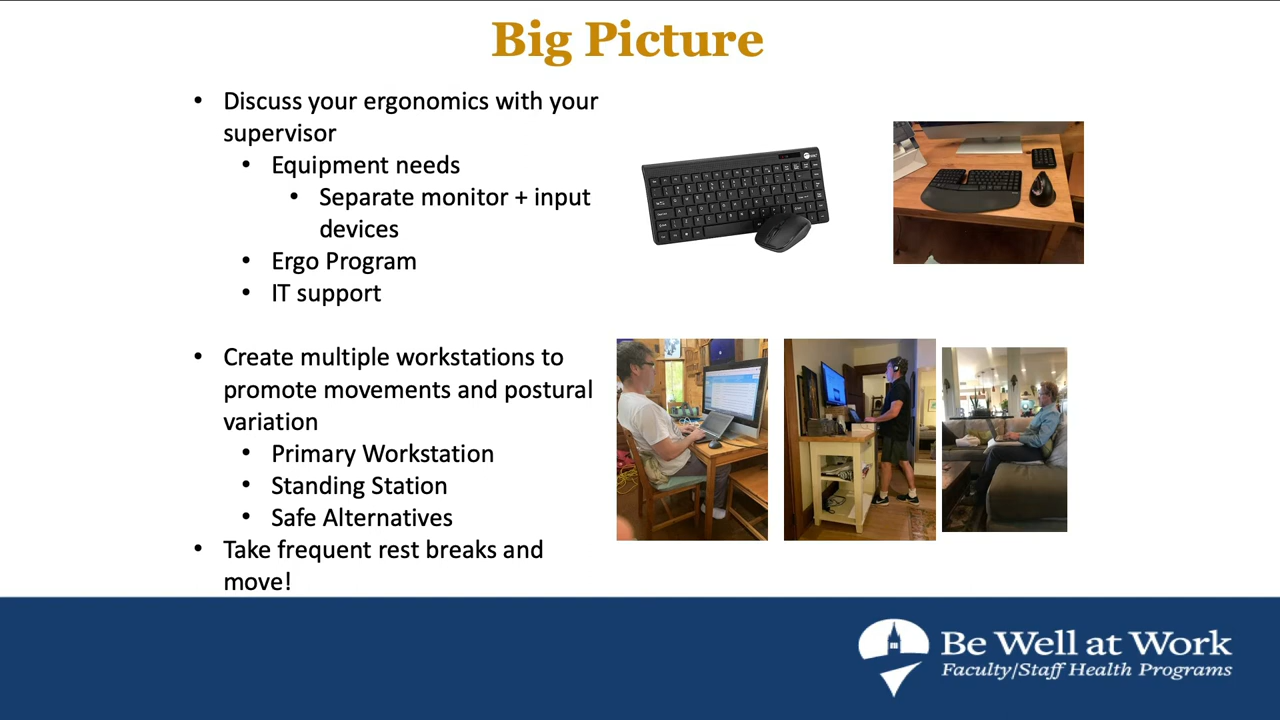 Big Picture
• Discuss your ergonomics with your
supervisor
• Equipment needs
• Separate monitor + input
devices
• Ergo Program
• IT support
• Create multiple workstations to
promote movements and postural
variation
• Primary Workstation
• Standing Station
• Safe Alternatives
• Take frequent rest breaks and
move!
Be Well at Work
Faculty/Staff Health Programs